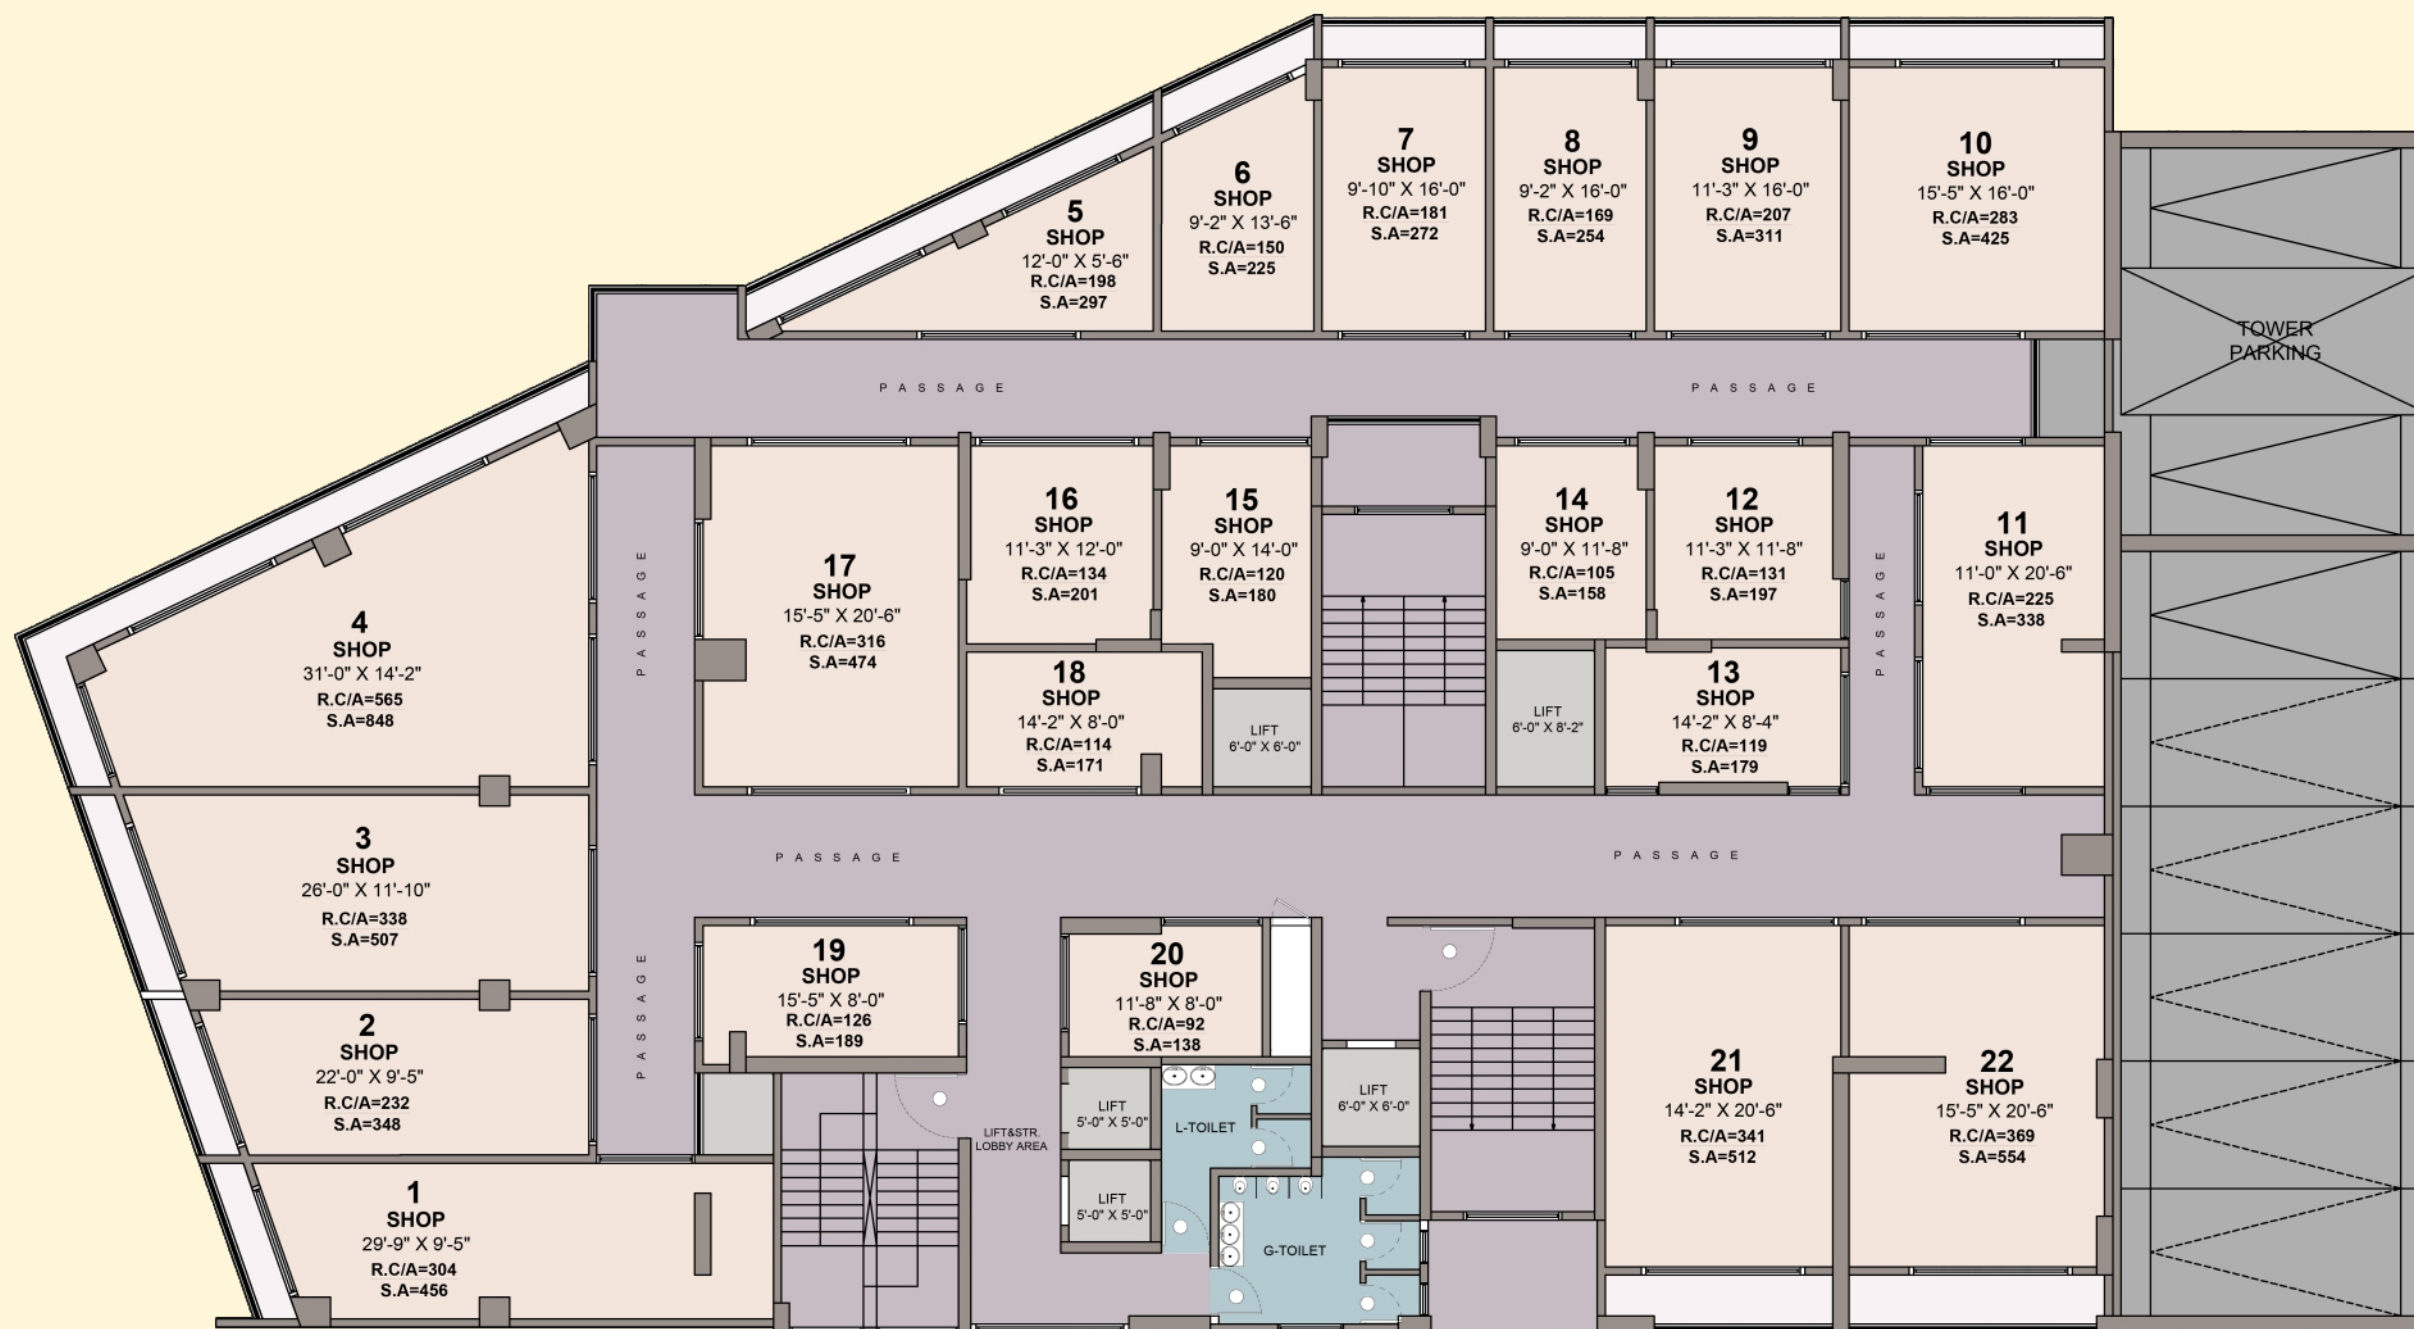 7
SHOP
9'-10" X 16'-0"
R.C/A=181
S.A=272
8
SHOP
9'-2" X 16'-0"
R.C/A=169
S.A=254
9
SHOP
11'-3" X 16'-0"
R.C/A=207
S.A=311
10
SHOP
15'-5" X 16'-0"
R.C/A=283
S.A=425
6
SHOP
9'-2" X 13'-6"
R.C/A=150
S.A=225
5
SHOP
12'-0" X 5'-6"
R.C/A=198
S.A=297
TOWER
PARKING
PASSAGE
PASSAGE
4
SHOP
31'-0" X 14'-2"
R.C/A=565
S.A=848
PASSAGE
17
SHOP
15'-5" X 20'-6"
R.C/A=316
S.A=474
16
SHOP
11'-3" X 12'-0"
R.C/A=134
S.A=201
15
SHOP
9'-0" X 14'-0"
R.C/A=120
S.A=180
14
SHOP
9'-0" X 11'-8"
R.C/A=105
S.A=158
12
SHOP
11'-3" X 11'-8"
R.C/A=131
S.A=197
PASSAGE
11
SHOP
11'-0" X 20'-6"
R.C/A=225
S.A=338
18
SHOP
14'-2" X 8'-0"
R.C/A=114
S.A=171
LIFT
6'-0" X 6'-0"
LIFT
6'-0" X 8'-2"
13
SHOP
14'-2" X 8'-4"
R.C/A=119
S.A=179
3
SHOP
26'-0" X 11'-10"
R.C/A=338
S.A=507
PASSAGE
PASSAGE
2
SHOP
22'-0" X 9'-5"
R.C/A=232
S.A=348
PASSAGE
19
SHOP
15'-5" X 8'-0"
R.C/A=126
S.A=189
20
SHOP
11'-8" X 8'-0"
R.C/A=92
S.A=138
LIFT&STR.
LOBBY AREA
LIFT
5'-0" X 5'-0"
L-TOILET
LIFT
6'-0" X 6'-0"
21
SHOP
14'-2" X 20'-6"
R.C/A=341
S.A=512
22
SHOP
15'-5" X 20'-6"
R.C/A=369
S.A=554
1
SHOP
29'-9" X 9'-5"
R.C/A=304
S.A=456
LIFT
5'-0" X 5'-0"
G-TOILET